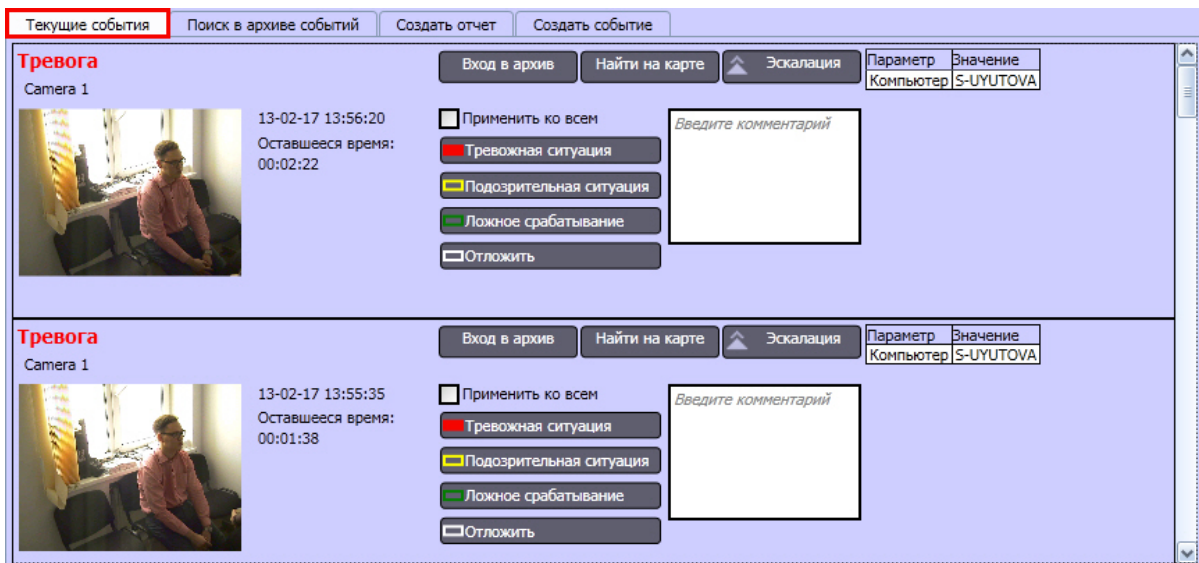 Текущие события
Поиск в архиве событий
Создать отчет
Создать событие
Тревога
Camera 1
Вход в архив
Найти на карте
Эскалация
Параметр Значение
Компьютер S-UYUTOVA
13-02-17 13:56:20
Оставшееся время:
00:02:22
Применить ко всем
Тревожная ситуация
Подозрительная ситуация
Ложное срабатывание
Отложить
Введите комментарий
Тревога
Camera 1
Вход в архив
Найти на карте
Эскалация
Параметр Значение
Компьютер S-UYUTOVA
13-02-17 13:55:35
Оставшееся время:
00:01:38
Применить ко всем
Тревожная ситуация
Подозрительная ситуация
Ложное срабатывание
Отложить
Введите комментарий